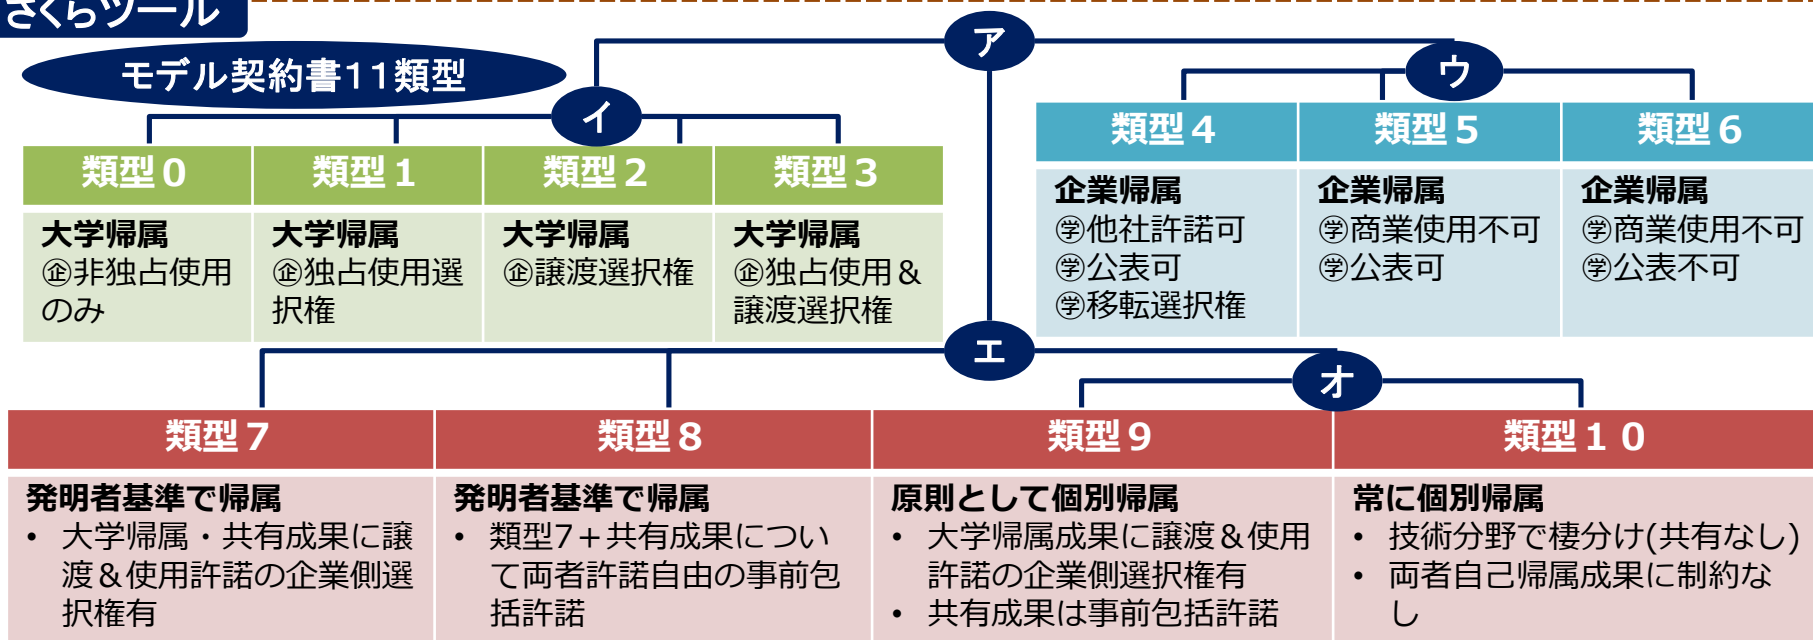 さくらツール
モデル契約書11類型
ア
イ
ウ
類型0
類型1
類型2
類型3
大学帰属
㊭非独占使用
のみ
大学帰属
㊭独占使用選
択権
大学帰属
㊭譲渡選択権
大学帰属
㊭独占使用&
譲渡選択権
類型4
類型5
類型6
企業帰属
㊫他社許諾可
㊫公表可
㊫移転選択権
企業帰属
㊫商業使用不可
㊫公表可
企業帰属
㊫商業使用不可
㊫公表不可
エ
オ
類型7
類型8
類型9
類型10
発明者基準で帰属
• 大学帰属・共有成果に譲
渡&使用許諾の企業側選
択権有
発明者基準で帰属
• 類型7+共有成果につい
て両者許諾自由の事前包
括許諾
原則として個別帰属
• 大学帰属成果に譲渡&使用
許諾の企業側選択権有
• 共有成果は事前包括許諾
常に個別帰属
• 技術分野で棲分け(共有なし)
• 両者自己帰属成果に制約な
し